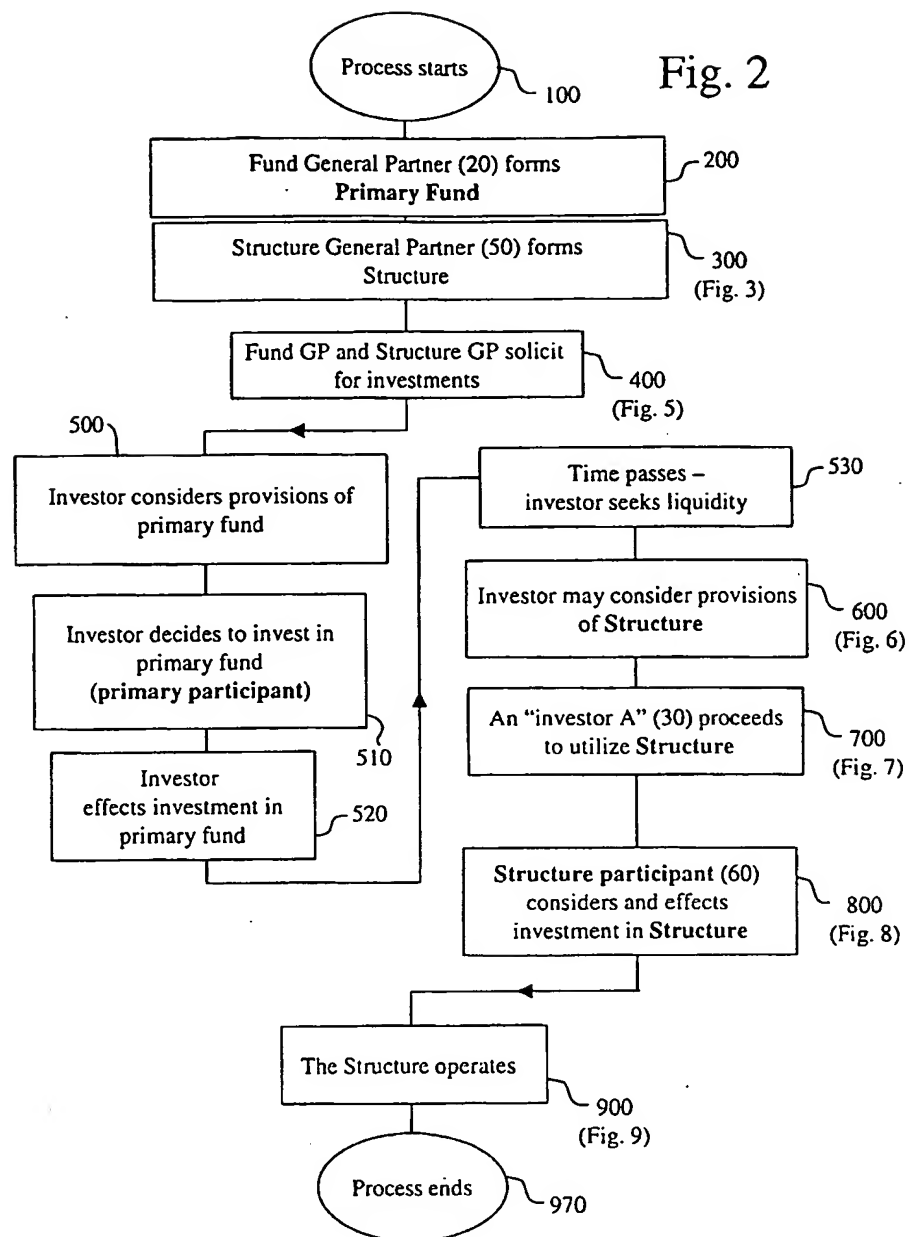 Fig. 2
Process starts
100
Fund General Partner (20) forms
Primary Fund
200
Structure General Partner (50) forms
Structure
300
(Fig. 3)
Fund GP and Structure GP solicit
for investments
400
(Fig. 5)
500
Investor considers provisions of
primary fund
Investor decides to invest in
primary fund
(primary participant)
510
Investor
effects investment in
primary fund
520
Time passes –
investor seeks liquidity
530
Investor may consider provisions
of Structure
600
(Fig. 6)
An “investor A” (30) proceeds
to utilize Structure
700
(Fig. 7)
Structure participant (60)
considers and effects
investment in Structure
800
(Fig. 8)
The Structure operates
900
(Fig. 9)
Process ends
970